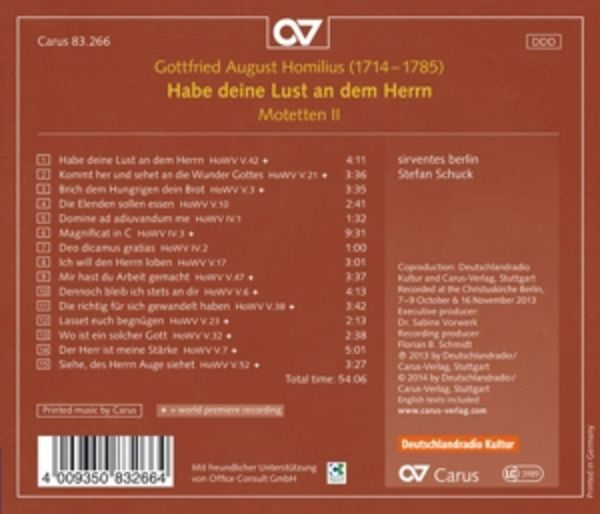 Carus 83.266
DDD
Gottfried August Homilius (1714–1785)
Habe deine Lust an dem Herrn
Motetten II
1 Habe deine Lust an dem Herrn HoWV V.42 ✦ 4:11
2 Kommt her und sehet an die Wunder Gottes HoWV V.21 ✦ 3:36
3 Brich dem Hungrigen dein Brot HoWV V.3 ✦ 3:35
4 Die Elenden sollen essen HoWV V.10 2:41
5 Domine ad adiuvandum me HoWV IV.1 1:32
6 Magnificat in C HoWV IV.3 ✦ 9:31
7 Deo dicamus gratias HoWV IV.2 1:00
8 Ich will den Herrn loben HoWV V.17 3:01
9 Mir hast du Arbeit gemacht HoWV V.47 ✦ 3:37
10 Dennoch bleib ich stets an dir HoWV V.6 ✦ 4:13
11 Die richtig für sich gewandelt haben HoWV V.38 ✦ 3:42
12 Lasset euch begnügen HoWV V.23 ✦ 2:13
13 Wo ist ein solcher Gott HoWV V.32 ✦ 2:38
14 Der Herr ist meine Stärke HoWV V.7 ✦ 5:01
15 Siehe, des Herrn Auge siehet HoWV V.52 ✦ 3:27
Total time: 54:06
sirventes berlin
Stefan Schuck
Coproduction: Deutschlandradio
Kultur and Carus-Verlag, Stuttgart
Recorded at the Christuskirche Berlin,
7–9 October & 16 November 2013
Executive producer:
Dr. Sabine Vorwerk
Recording producer:
Florian B. Schmidt
℗ 2013 by Deutschlandradio/
Carus-Verlag, Stuttgart
© 2014 by Deutschlandradio/
Carus-Verlag, Stuttgart
English texts included
www.carus-verlag.com
Printed music by Carus
✦ = world premiere recording
Deutschlandradio Kultur
4 009350 832664
Mit freundlicher Unterstützung
von Office Consult GmbH
Carus
LC 3989
Printed in Germany